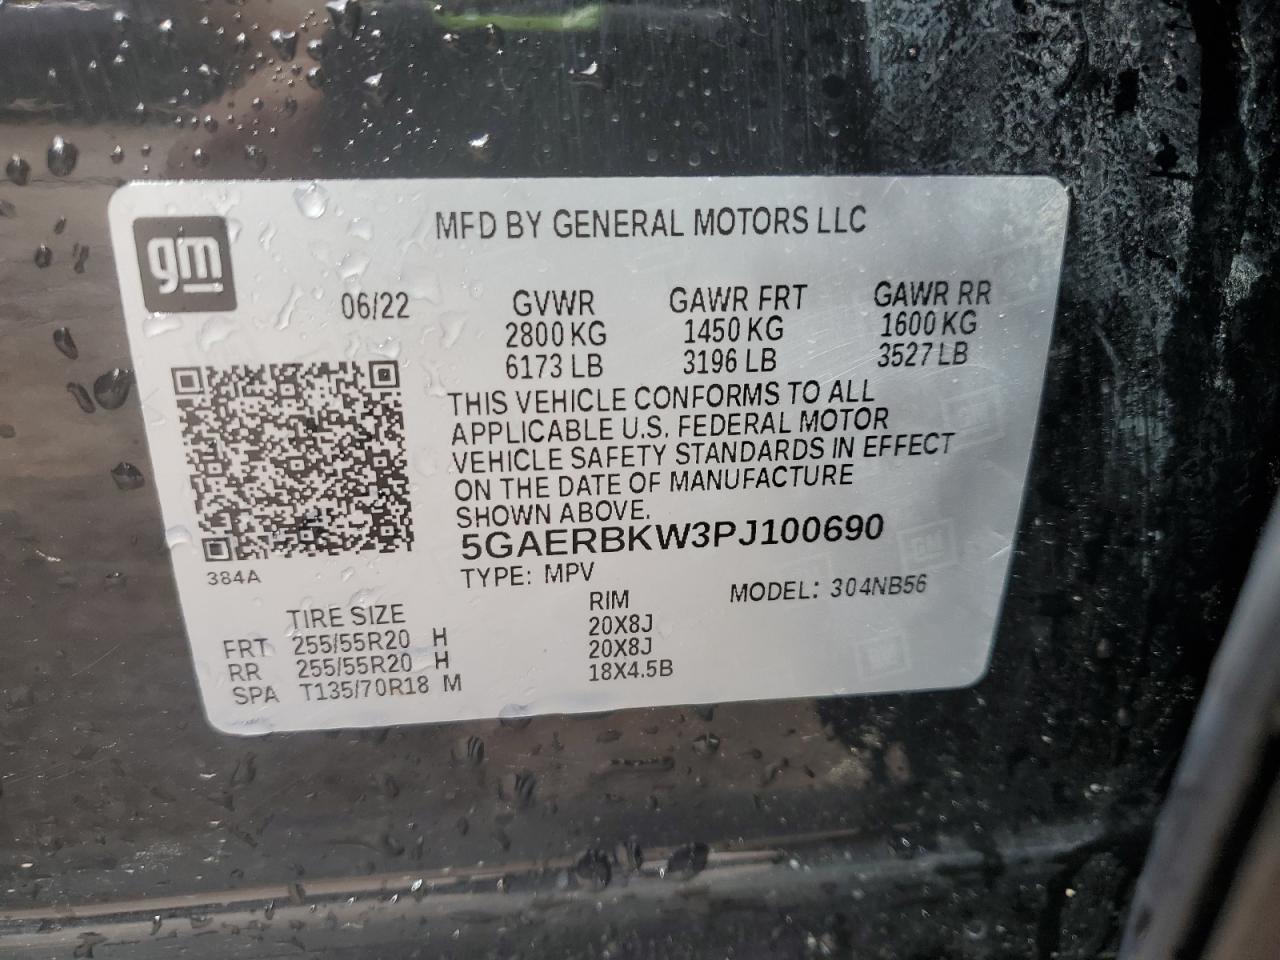 gm
MFD BY GENERAL MOTORS LLC
06/22
GVWR GAWR FRT GAWR RR
2800 KG 1450 KG 1600 KG
6173 LB 3196 LB 3527 LB
THIS VEHICLE CONFORMS TO ALL
APPLICABLE U.S. FEDERAL MOTOR
VEHICLE SAFETY STANDARDS IN EFFECT
ON THE DATE OF MANUFACTURE
SHOWN ABOVE.
5GAERBKW3PJ100690
384A
TYPE: MPV MODEL: 304NB56
TIRE SIZE RIM
FRT 255/55R20 H 20X8J
RR 255/55R20 H 20X8J
SPA T135/70R18 M 18X4.5B